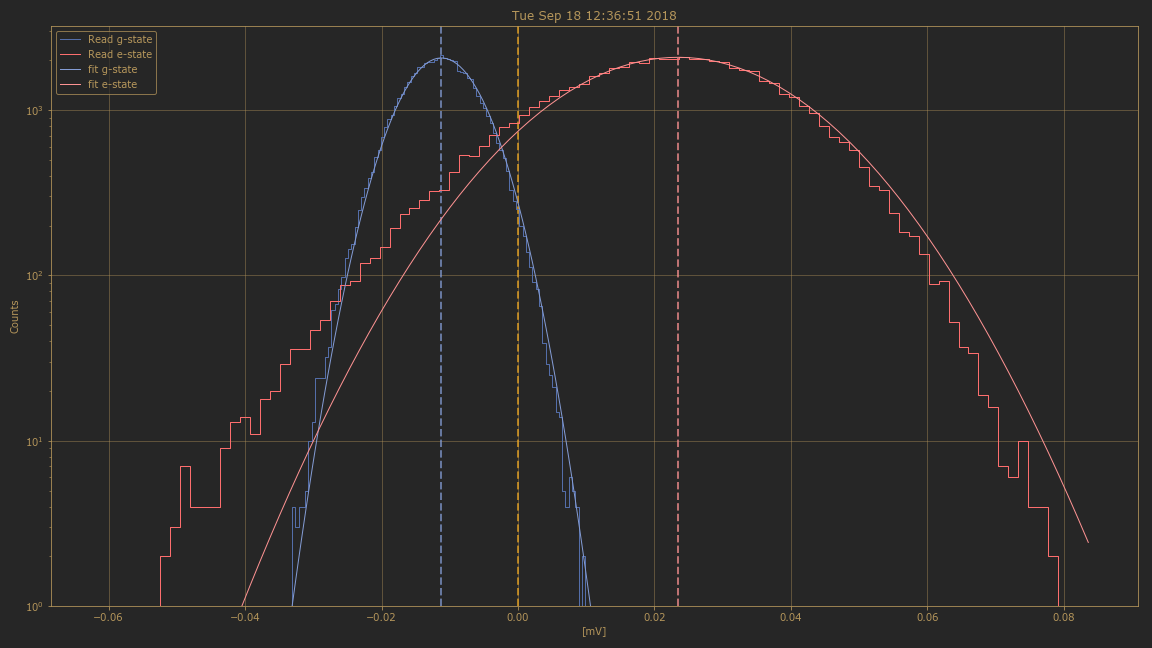 Tue Sep 18 12:36:51 2018
Read g-state
Read e-state
fit g-state
fit e-state
Counts
10³
10²
10¹
10⁰
−0.06 −0.04 −0.02 0.00 0.02 0.04 0.06 0.08
[mV]